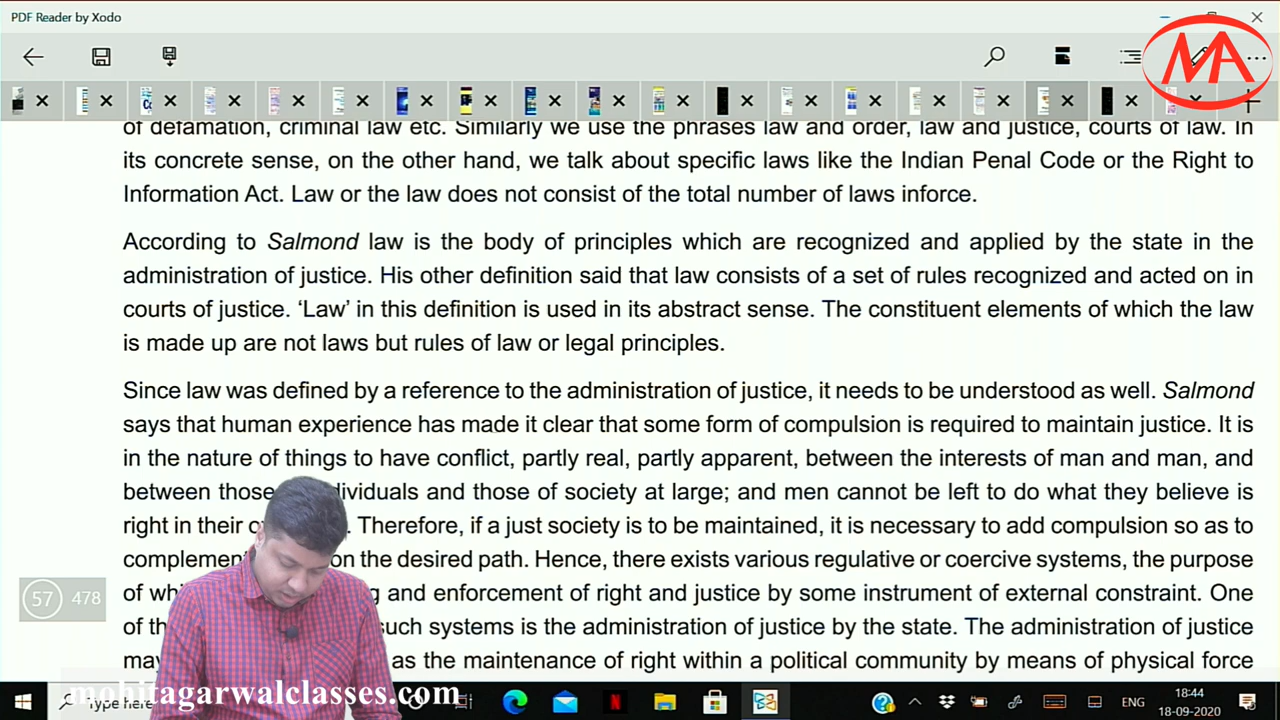 PDF Reader by Xodo
MA
of defamation, criminal law etc. Similarly we use the phrases law and order, law and justice, courts of law. In
its concrete sense, on the other hand, we talk about specific laws like the Indian Penal Code or the Right to
Information Act. Law or the law does not consist of the total number of laws inforce.
According to Salmond law is the body of principles which are recognized and applied by the state in the
administration of justice. His other definition said that law consists of a set of rules recognized and acted on in
courts of justice. ‘Law’ in this definition is used in its abstract sense. The constituent elements of which the law
is made up are not laws but rules of law or legal principles.
Since law was defined by a reference to the administration of justice, it needs to be understood as well. Salmond
says that human experience has made it clear that some form of compulsion is required to maintain justice. It is
in the nature of things to have conflict, partly real, partly apparent, between the interests of man and man, and
between those individuals and those of society at large; and men cannot be left to do what they believe is
right in their Therefore, if a just society is to be maintained, it is necessary to add compulsion so as to
complement on the desired path. Hence, there exists various regulative or coercive systems, the purpose
of and enforcement of right and justice by some instrument of external constraint. One
of such systems is the administration of justice by the state. The administration of justice
may as the maintenance of right within a political community by means of physical force
57 478
mohitagarwalclasses.com
Type here
ENG
18:44
18-09-2020